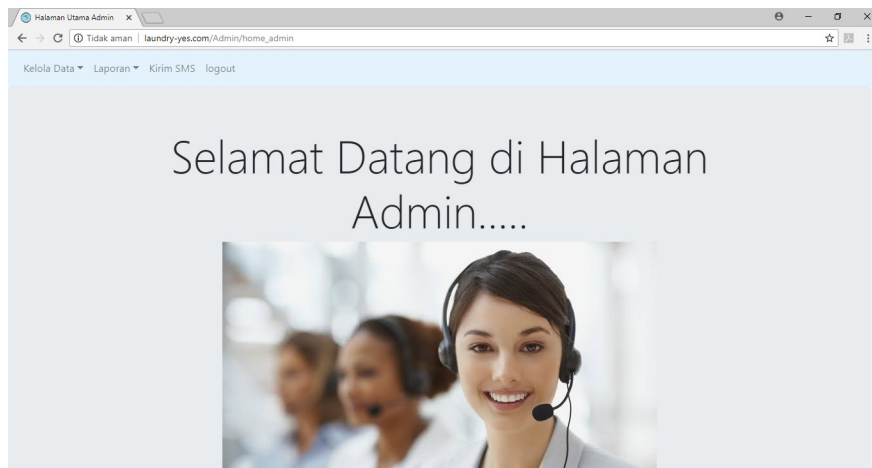 Halaman Utama Admin
Tidak aman | laundry-yes.com/Admin/home_admin
Kelola Data Laporan Kirim SMS logout
Selamat Datang di Halaman
Admin.....